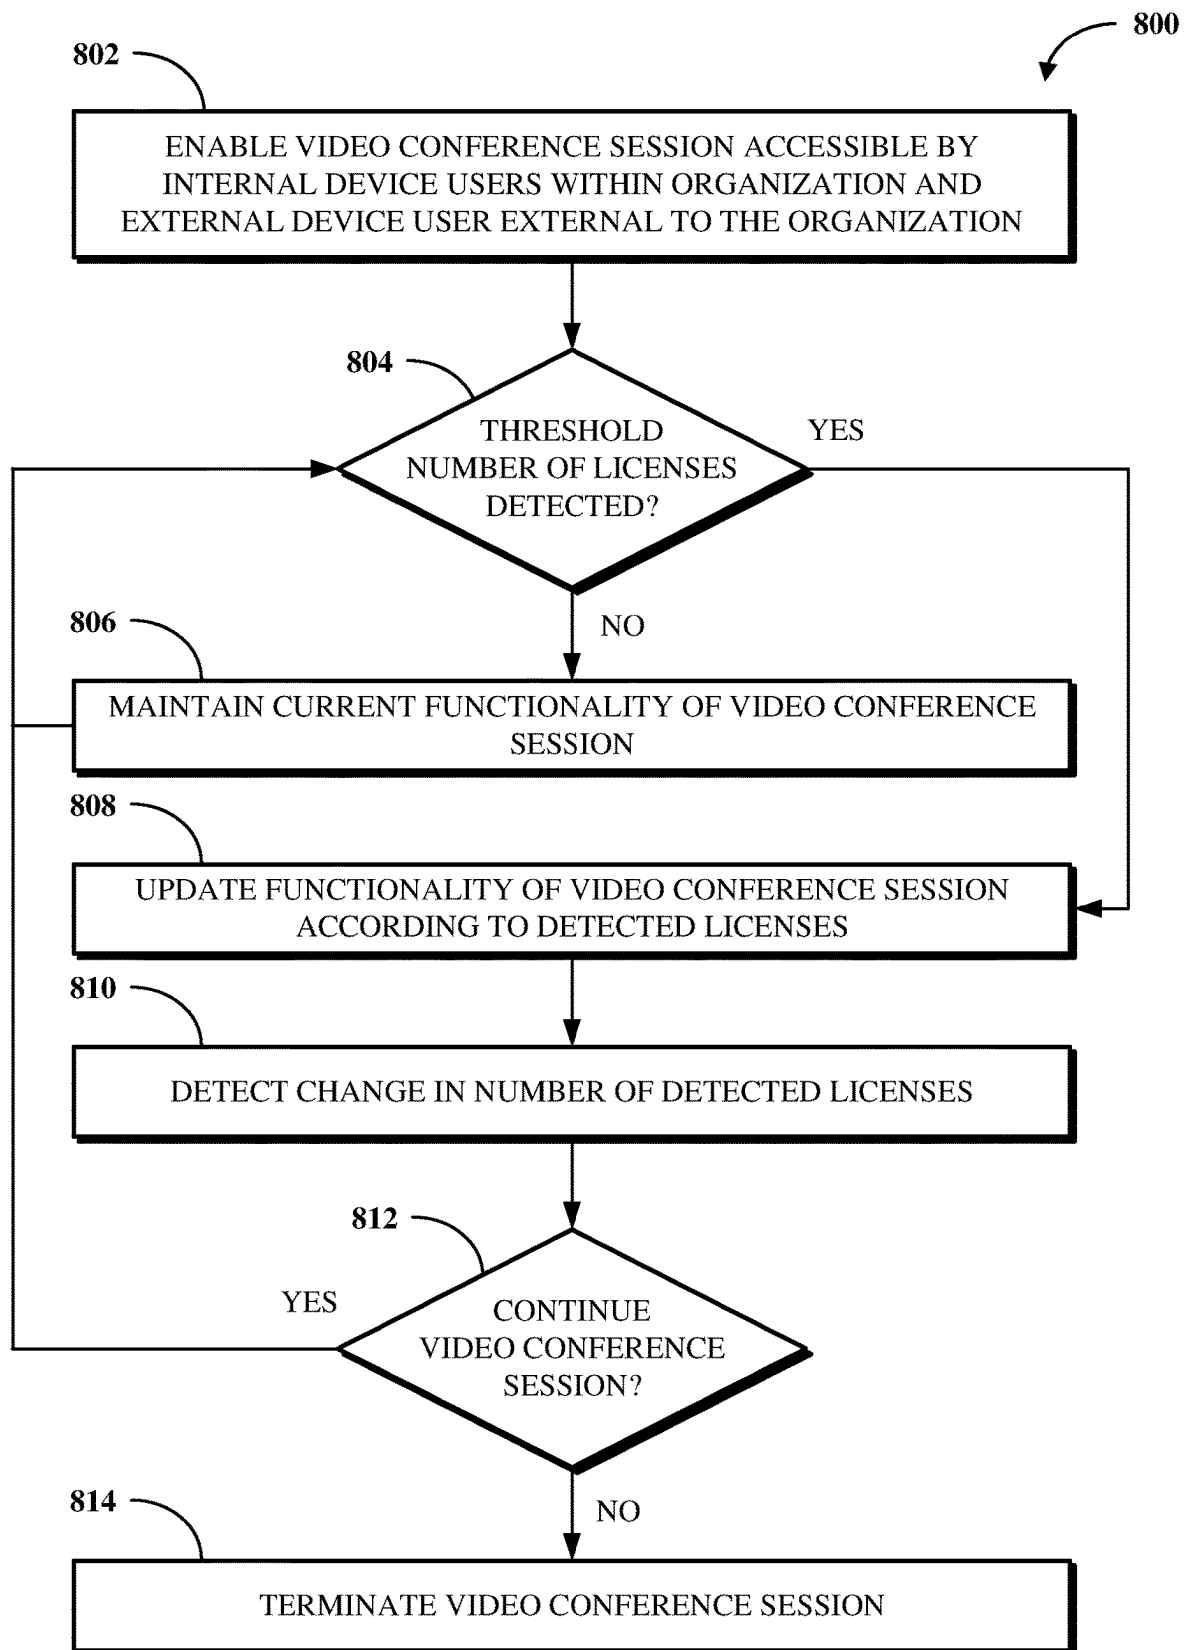 800
802
ENABLE VIDEO CONFERENCE SESSION ACCESSIBLE BY
INTERNAL DEVICE USERS WITHIN ORGANIZATION AND
EXTERNAL DEVICE USER EXTERNAL TO THE ORGANIZATION
804
THRESHOLD
NUMBER OF LICENSES
DETECTED?
YES
NO
806
MAINTAIN CURRENT FUNCTIONALITY OF VIDEO CONFERENCE
SESSION
808
UPDATE FUNCTIONALITY OF VIDEO CONFERENCE SESSION
ACCORDING TO DETECTED LICENSES
810
DETECT CHANGE IN NUMBER OF DETECTED LICENSES
812
YES
CONTINUE
VIDEO CONFERENCE
SESSION?
NO
814
TERMINATE VIDEO CONFERENCE SESSION